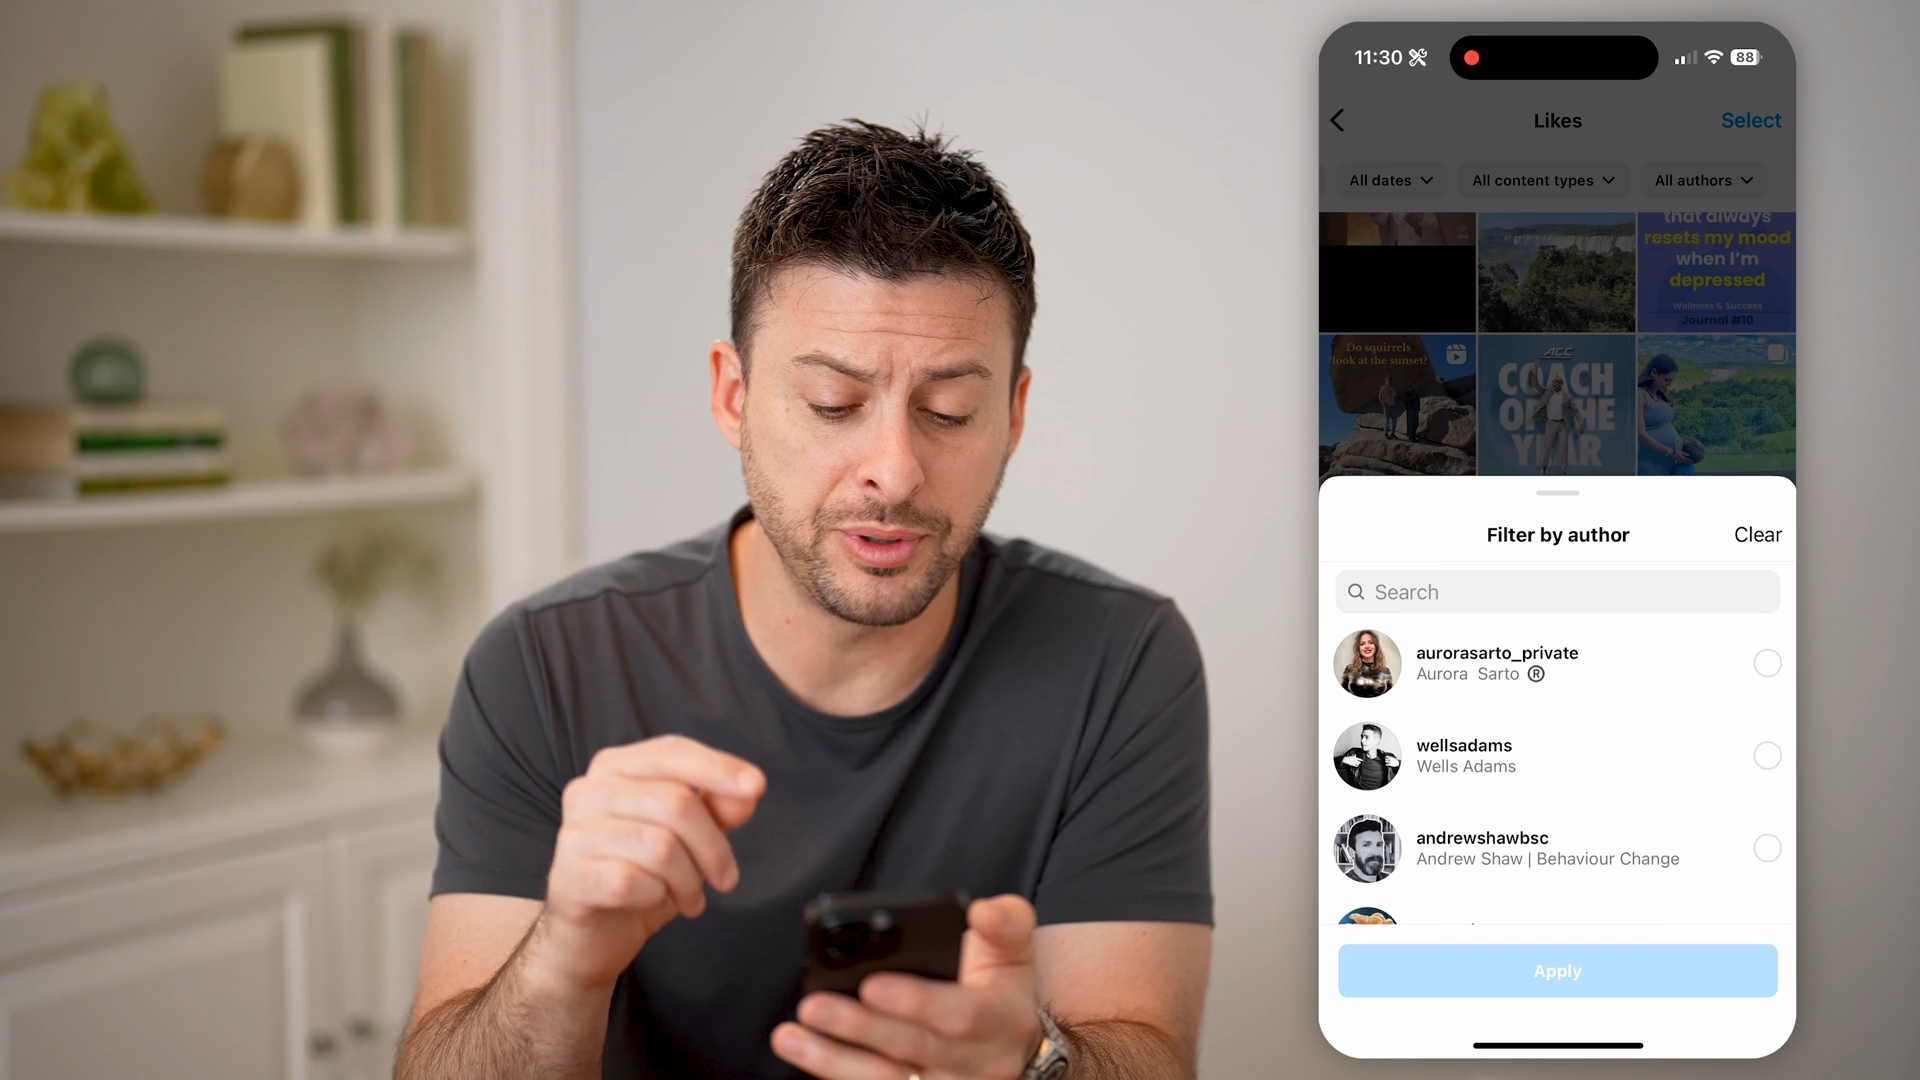 11:30
88
Likes
Select
All dates
All content types
All authors
that always
resets my mood
when I'm
depressed
Wellness & Success
Journal #10
Do squirrels
look at the sunset?
ACC
COACH
OF THE
YEAR
Filter by author
Clear
Search
aurorasarto_private
Aurora Sarto ®
wellsadams
Wells Adams
andrewshawbsc
Andrew Shaw | Behaviour Change
Apply